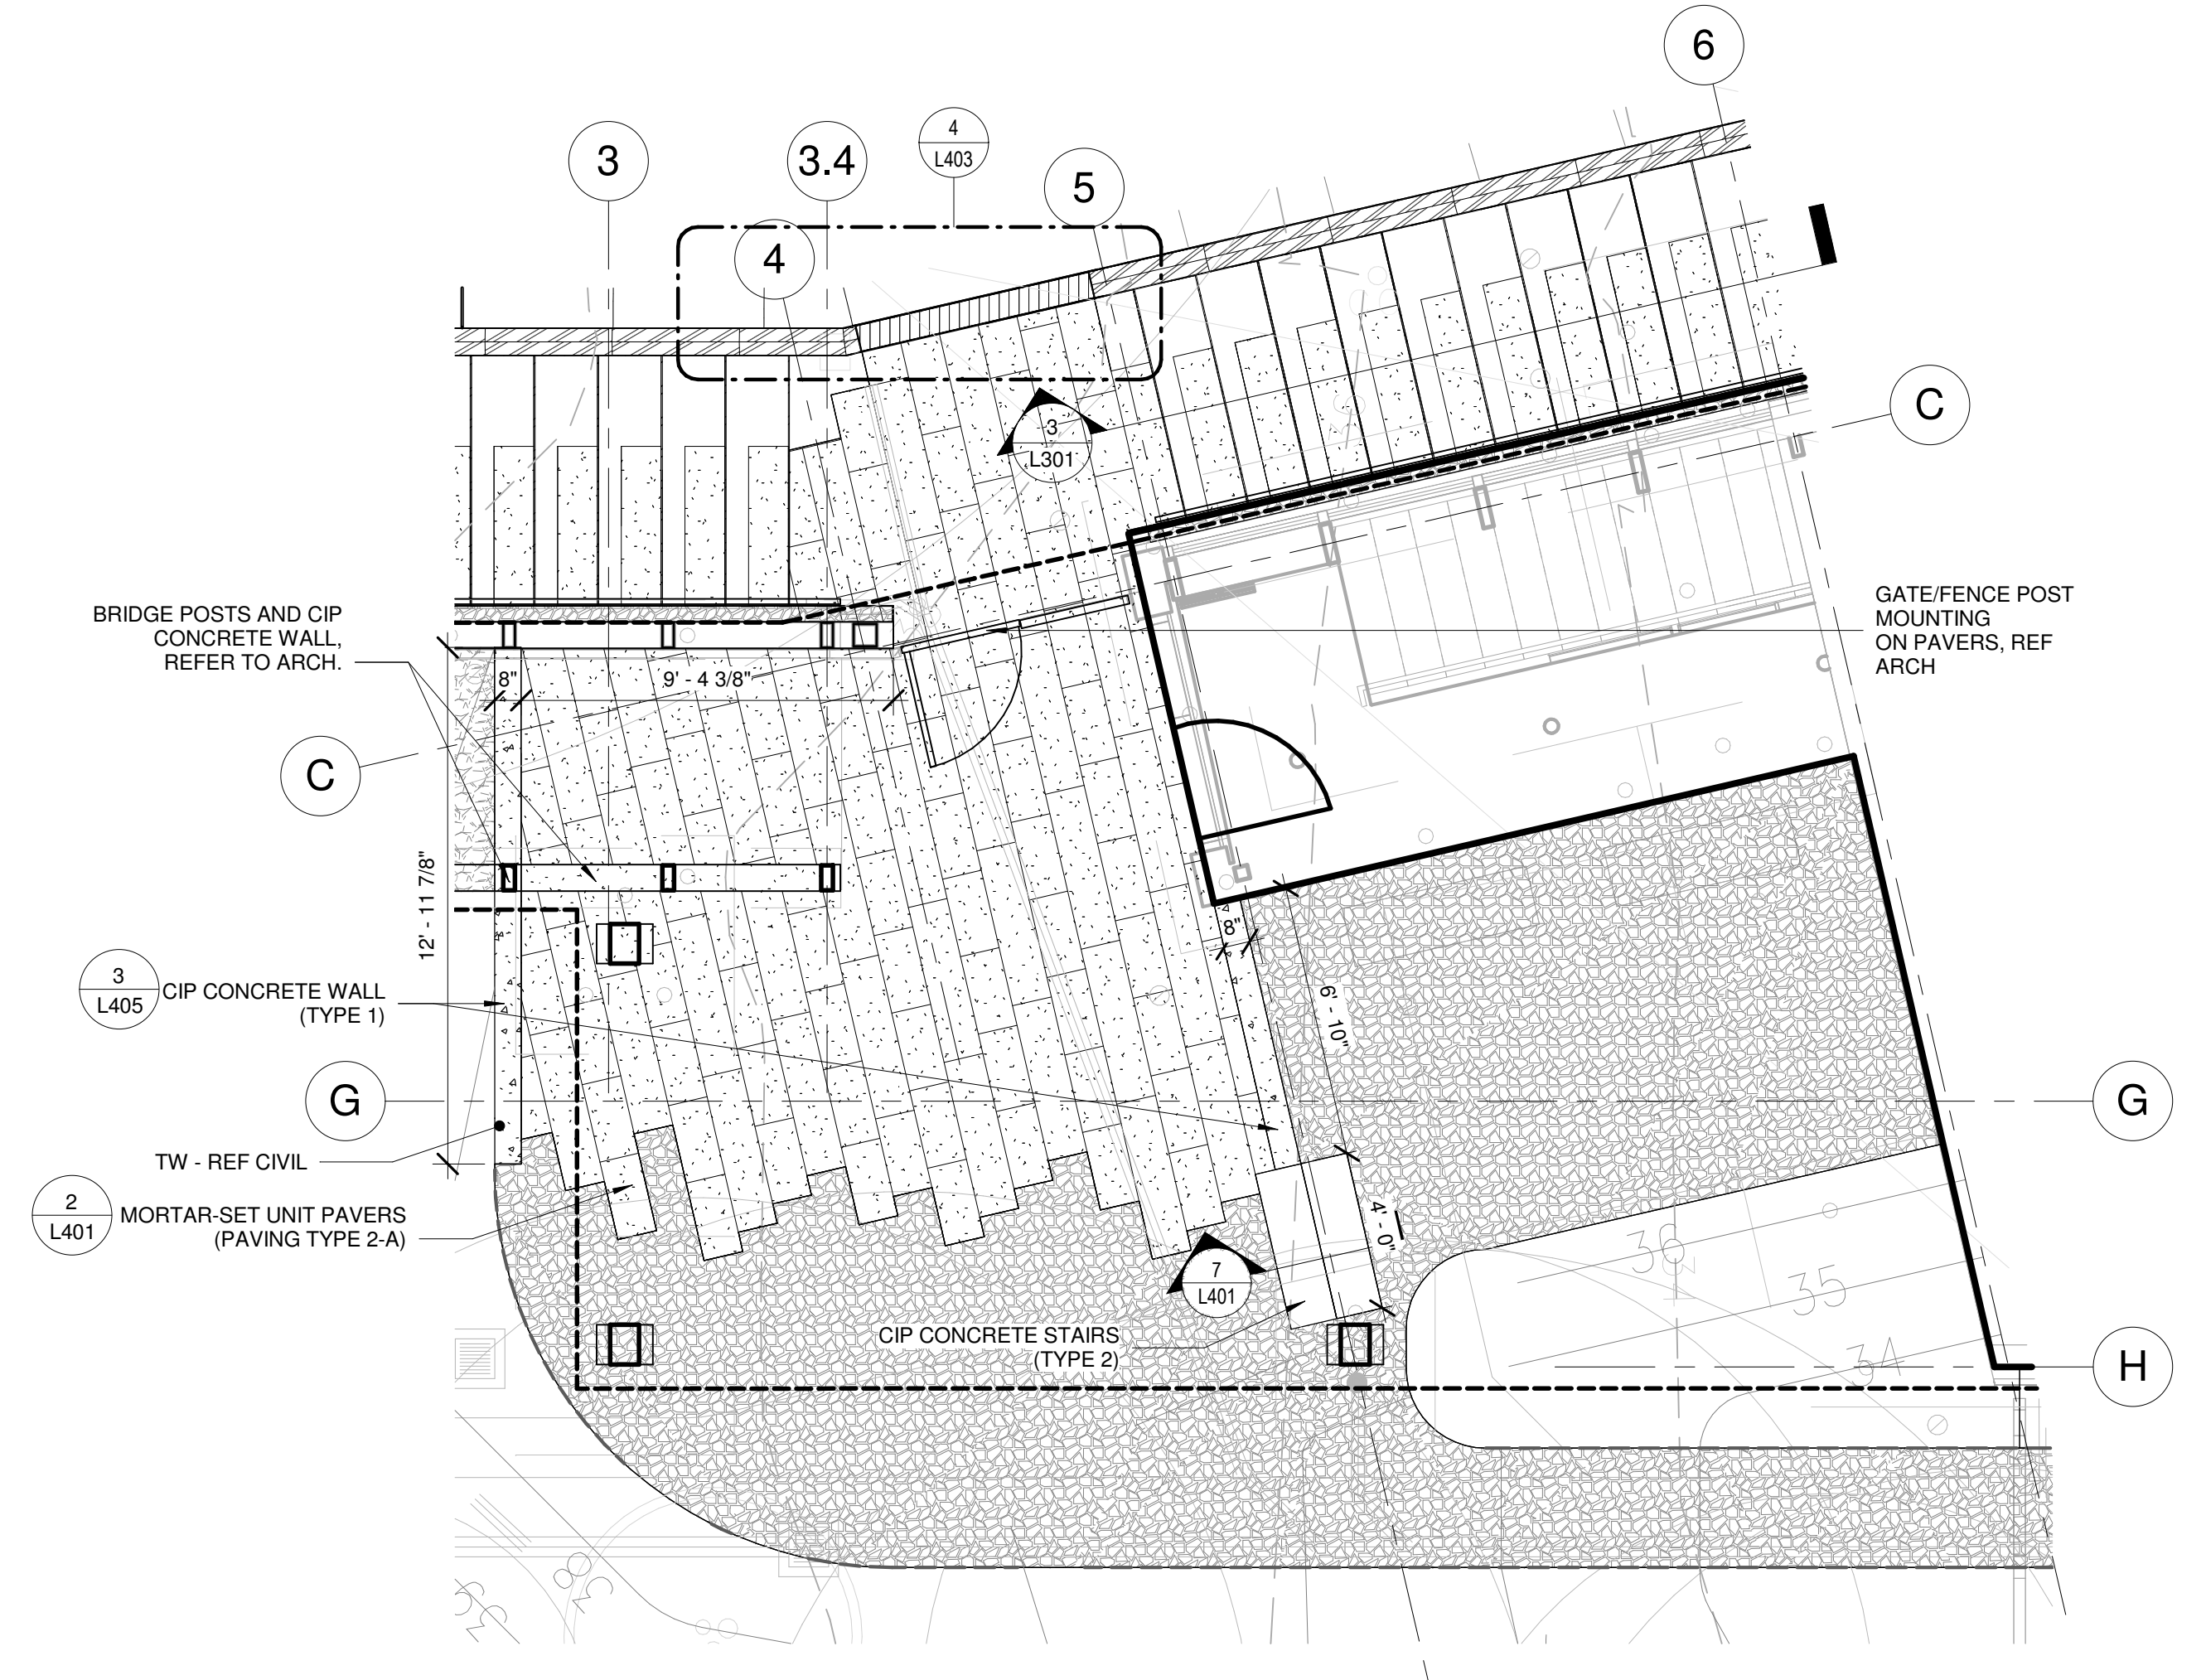 6
3
3.4
4
L403
5
4
3
L301
C
BRIDGE POSTS AND CIP
CONCRETE WALL,
REFER TO ARCH.
GATE/FENCE POST
MOUNTING
ON PAVERS, REF
ARCH
8"
9' - 4 3/8"
C
12' - 11 7/8"
8"
6' - 10"
3
L405
CIP CONCRETE WALL
(TYPE 1)
G
G
TW - REF CIVIL
2
L401
MORTAR-SET UNIT PAVERS
(PAVING TYPE 2-A)
4' - 0"
7
L401
36
35
34
CIP CONCRETE STAIRS
(TYPE 2)
H